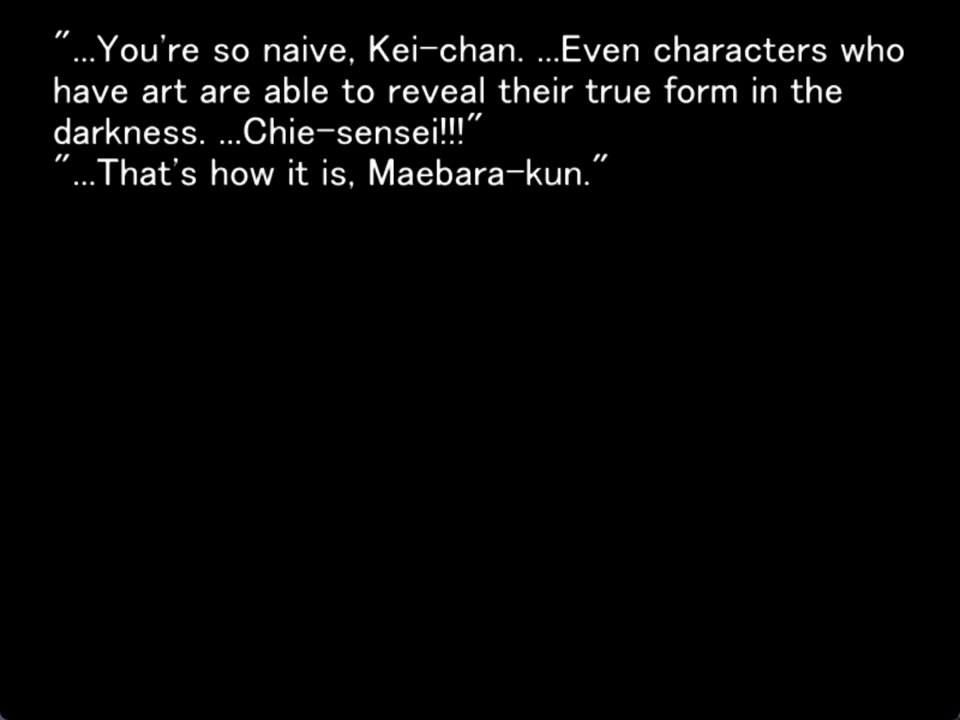 "...You're so naive, Kei-chan. ...Even characters who
have art are able to reveal their true form in the
darkness. ...Chie-sensei!!!"
"...That's how it is, Maebara-kun."